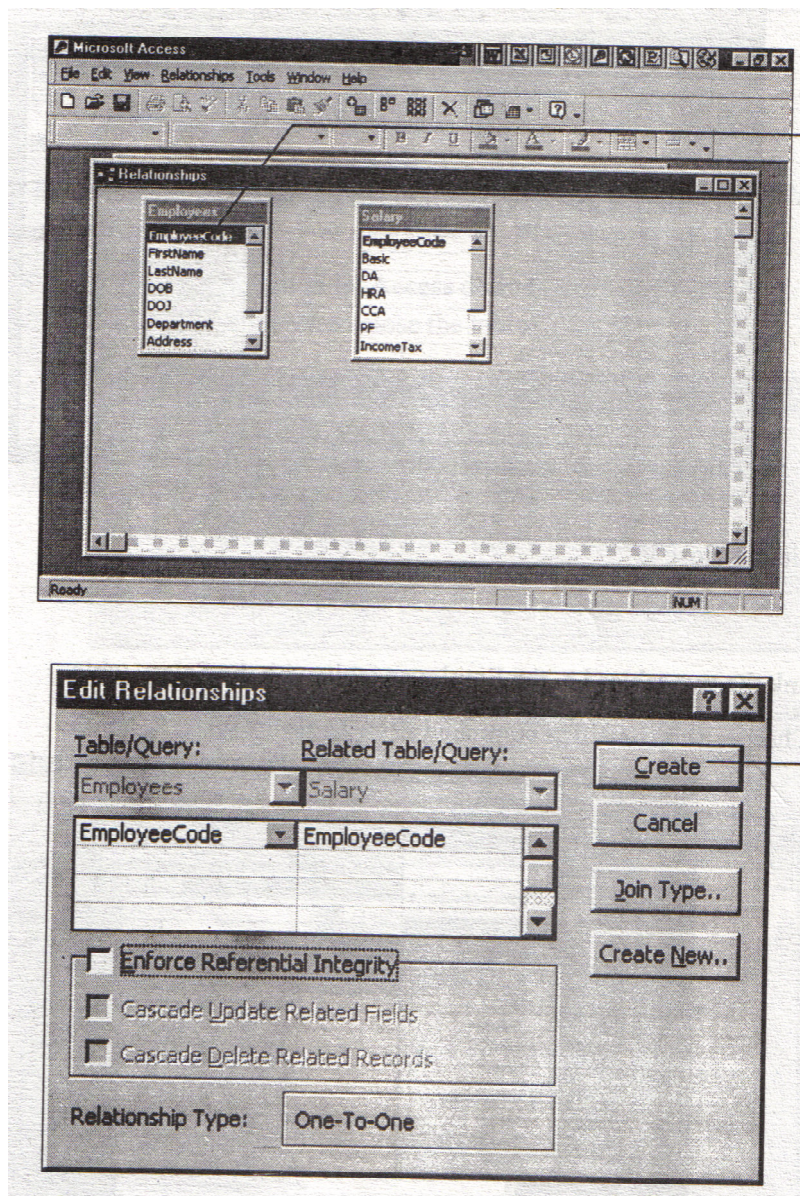 Microsoft Access
File Edit View Relationships Tools Window Help
B I U
Relationships
Employees
EmployeeCode
FirstName
LastName
DOB
DOJ
Department
Address
Salary
EmployeeCode
Basic
DA
HRA
CCA
PF
IncomeTax
Ready
NUM
Edit Relationships
Table/Query: Related Table/Query:
Employees Salary
EmployeeCode EmployeeCode
Enforce Referential Integrity
Cascade Update Related Fields
Cascade Delete Related Records
Relationship Type: One-To-One
Create
Cancel
Join Type..
Create New..